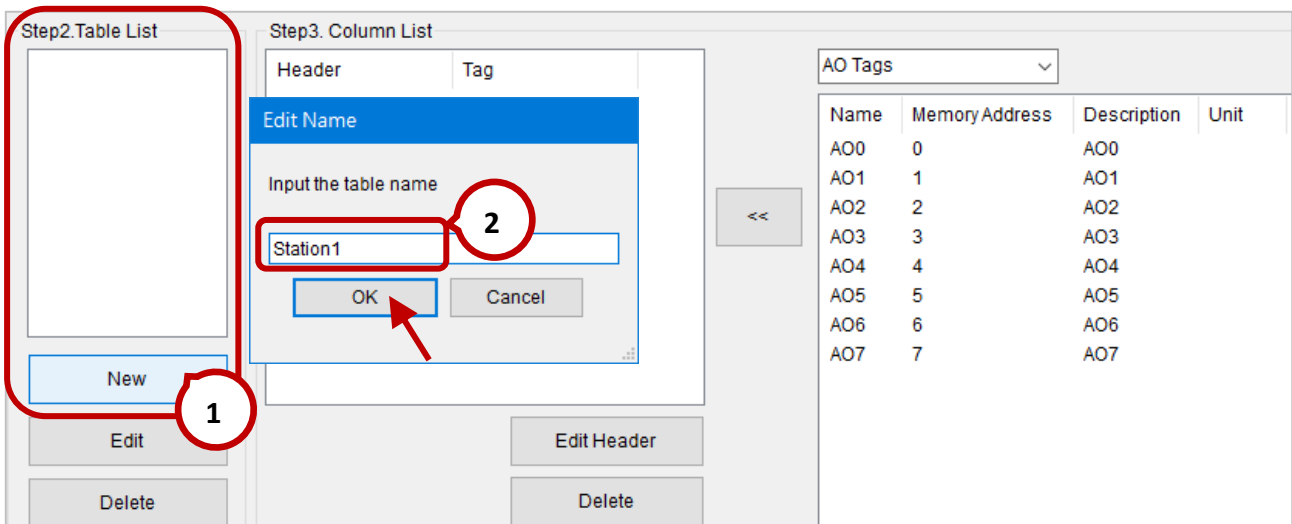 Step2.Table List
New
1
Edit
Delete
Step3. Column List
Header Tag
Edit Name
Input the table name
2
Station1
OK Cancel
Edit Header
Delete
<<
AO Tags
Name Memory Address Description Unit
AO0 0 AO0
AO1 1 AO1
AO2 2 AO2
AO3 3 AO3
AO4 4 AO4
AO5 5 AO5
AO6 6 AO6
AO7 7 AO7